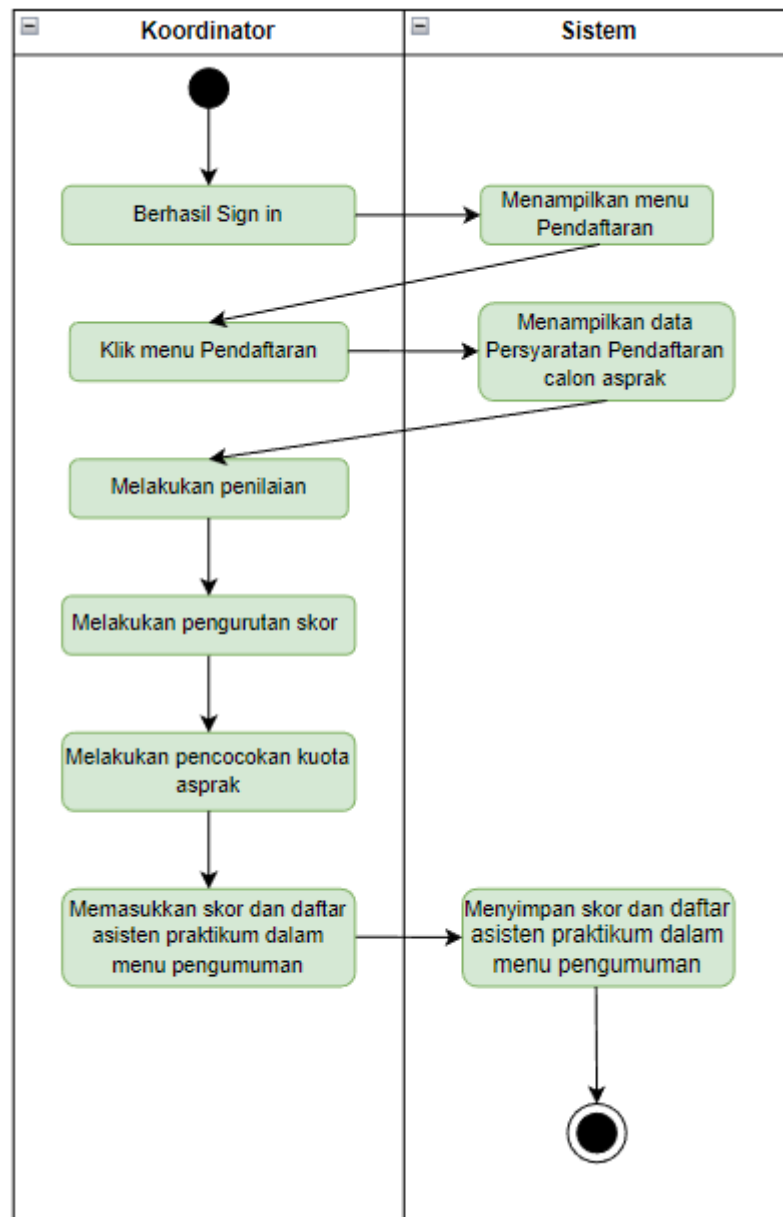 Koordinator
Sistem
Berhasil Sign in
Menampilkan menu
Pendaftaran
Klik menu Pendaftaran
Menampilkan data
Persyaratan Pendaftaran
calon asprak
Melakukan penilaian
Melakukan pengurutan skor
Melakukan pencocokan kuota
asprak
Memasukkan skor dan daftar
asisten praktikum dalam
menu pengumuman
Menyimpan skor dan daftar
asisten praktikum dalam
menu pengumuman